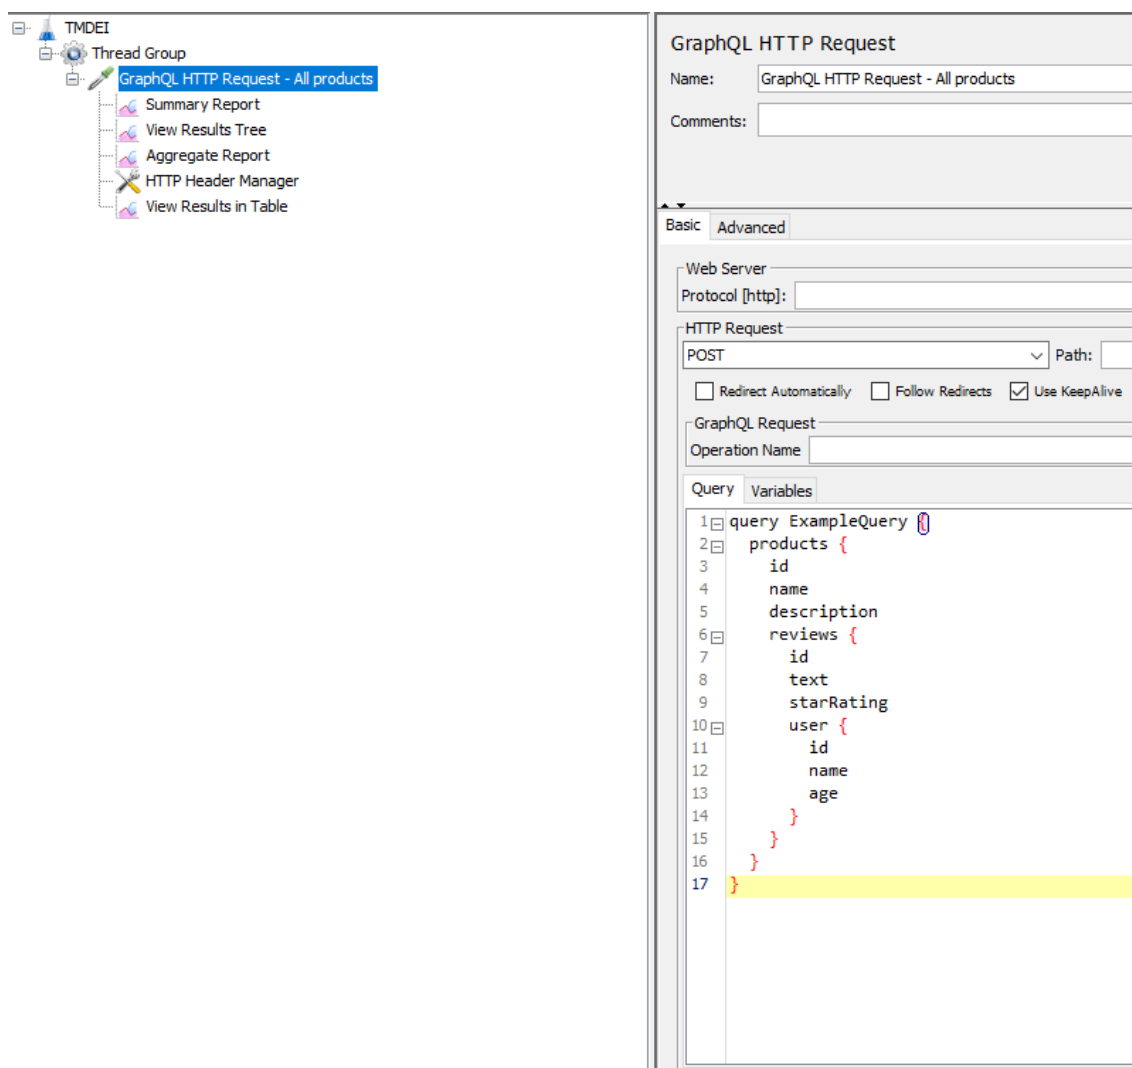 TMDEI
Thread Group
GraphQL HTTP Request - All products
Summary Report
View Results Tree
Aggregate Report
HTTP Header Manager
View Results in Table
GraphQL HTTP Request
Name: GraphQL HTTP Request - All products
Comments:
Basic Advanced
Web Server
Protocol [http]:
HTTP Request
POST Path:
Redirect Automatically Follow Redirects Use KeepAlive
GraphQL Request
Operation Name
Query Variables
1 query ExampleQuery {
2 products {
3 id
4 name
5 description
6 reviews {
7 id
8 text
9 starRating
10 user {
11 id
12 name
13 age
14 }
15 }
16 }
17 }